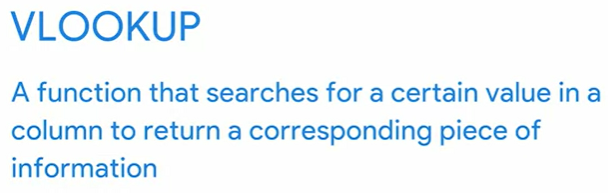 VLOOKUP
A function that searches for a certain value in a
column to return a corresponding piece of
information